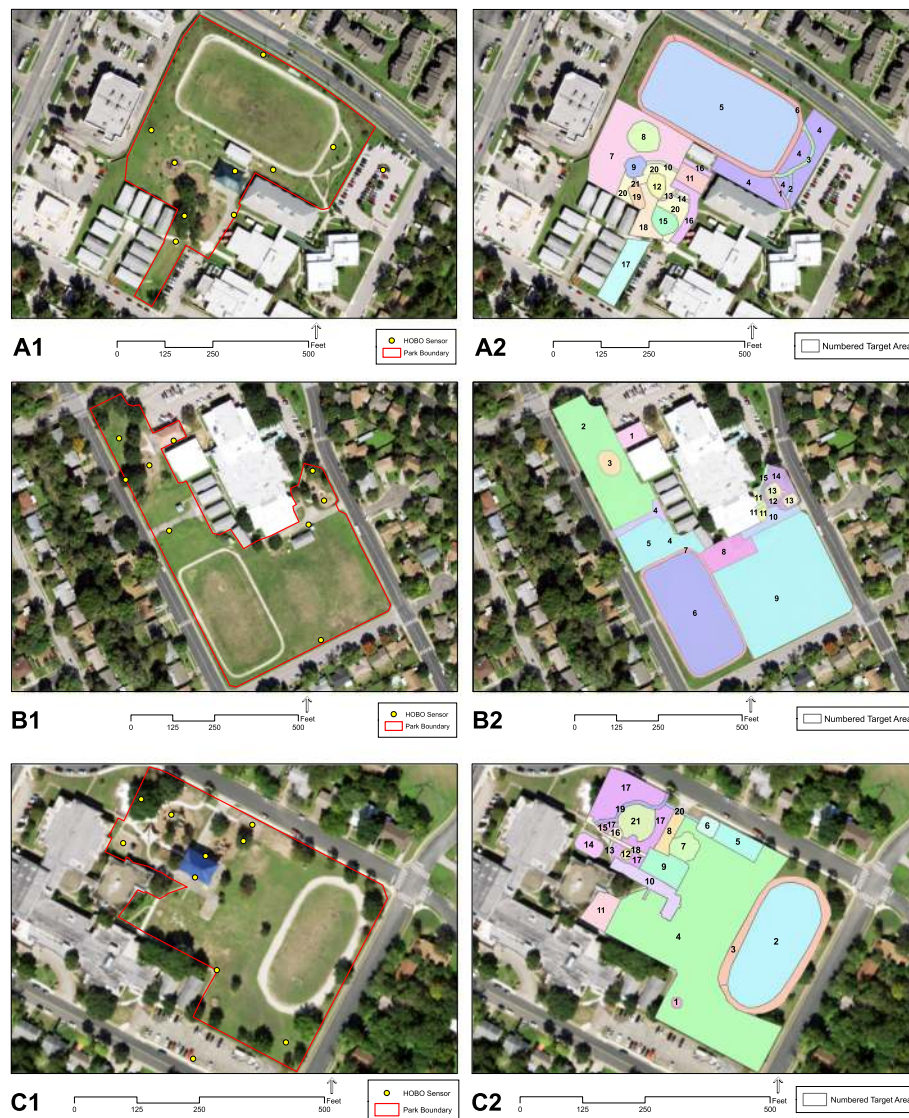 A1
0 125 250 500
Feet
HOBO Sensor
Park Boundary
5
6
4
8
7
4
3
9
20
10
16
4
21
11
4
12
2
1
20
19
13
14
20
15
18
16
17
A2
0 125 250 500
Feet
Numbered Target Area
B1
0 125 250 500
Feet
HOBO Sensor
Park Boundary
2
1
3
15
14
13
11
13
12
4
11
11
10
5
4
7
8
9
6
B2
0 125 250 500
Feet
Numbered Target Area
C1
0 125 250 500
Feet
HOBO Sensor
Park Boundary
17
19
20
21
17
15
17
6
16
8
5
14
13
18
7
12
17
9
10
11
4
3
2
1
C2
0 125 250 500
Feet
Numbered Target Area